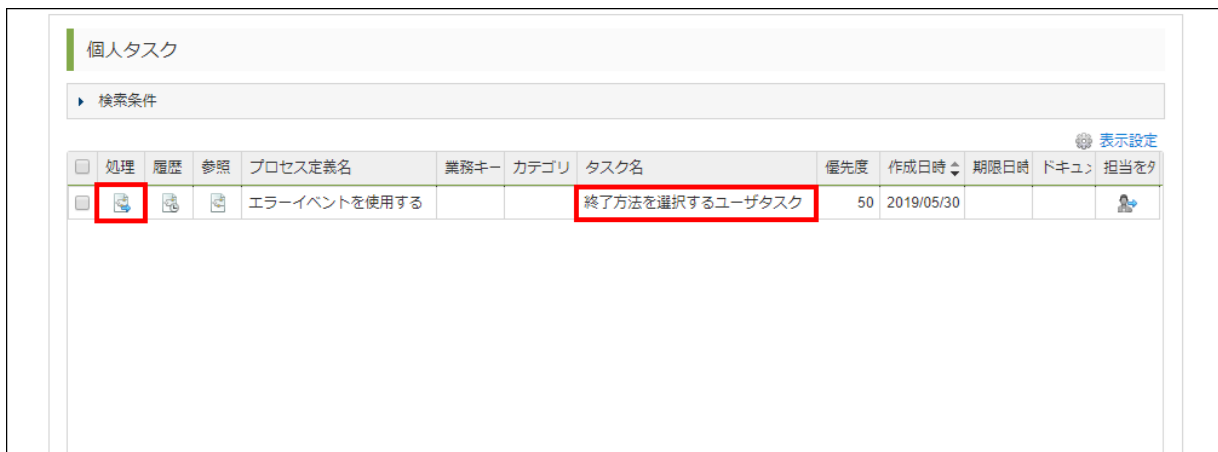 個人タスク
検索条件
表示設定
処理 履歴 参照 プロセス定義名 業務キー カテゴリ タスク名 優先度 作成日時 期限日時 ドキュ 担当を
エラーイベントを使用する 終了方法を選択するユーザタスク 50 2019/05/30